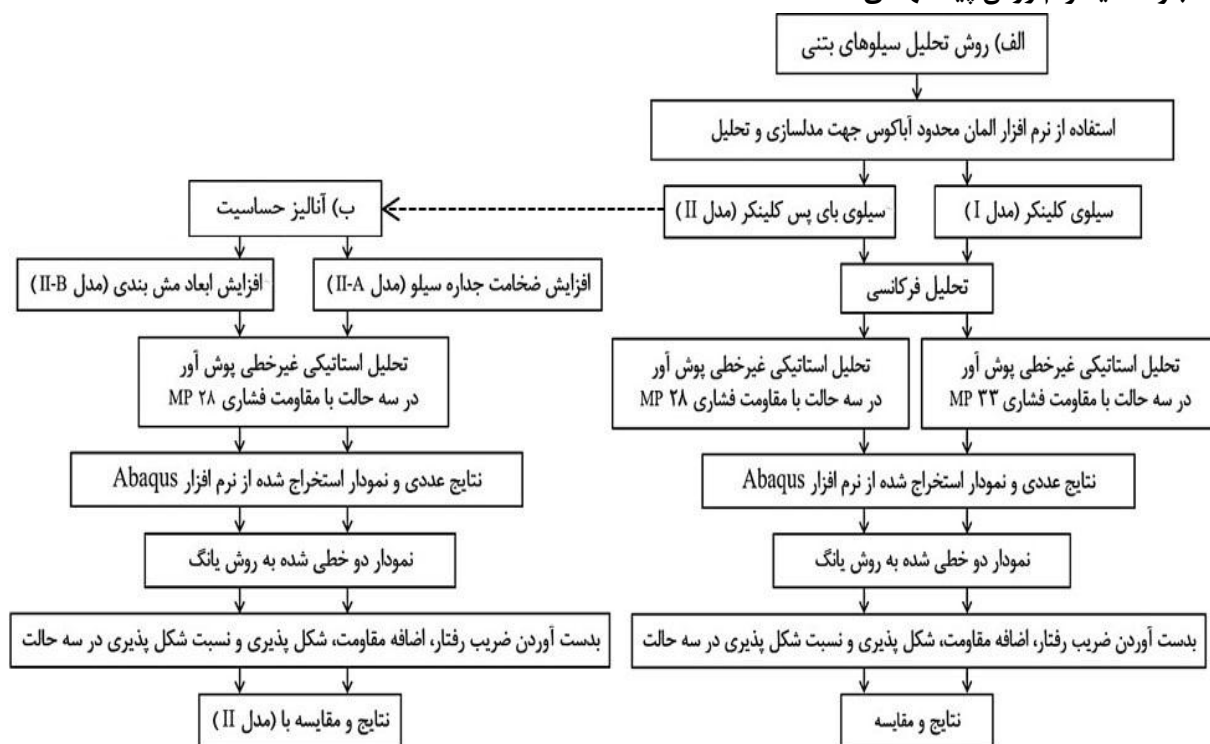 الف) روش تحلیل سیلوهای بتنی
استفاده از نرم افزار المان محدود آباکوس جهت مدلسازی و تحلیل
سیلوی کلینکر (مدل I)
سیلوی بای پس کلینکر (مدل II)
تحلیل فرکانسی
تحلیل استاتیکی غیرخطی پوش آور
در سه حالت با مقاومت فشاری ۳۳ MP
تحلیل استاتیکی غیرخطی پوش آور
در سه حالت با مقاومت فشاری ۲۸ MP
نتایج عددی و نمودار استخراج شده از نرم افزار Abaqus
نمودار دو خطی شده به روش یانگ
بدست آوردن ضریب رفتار، اضافه مقاومت، شکل پذیری و نسبت شکل پذیری در سه حالت
نتایج و مقایسه
ب) آنالیز حساسیت
افزایش ضخامت جداره سیلو (مدل II-A)
افزایش ابعاد مش بندی (مدل II-B)
تحلیل استاتیکی غیرخطی پوش آور
در سه حالت با مقاومت فشاری ۲۸ MP
نتایج عددی و نمودار استخراج شده از نرم افزار Abaqus
نمودار دو خطی شده به روش یانگ
بدست آوردن ضریب رفتار، اضافه مقاومت، شکل پذیری و نسبت شکل پذیری در سه حالت
نتایج و مقایسه با (مدل II)